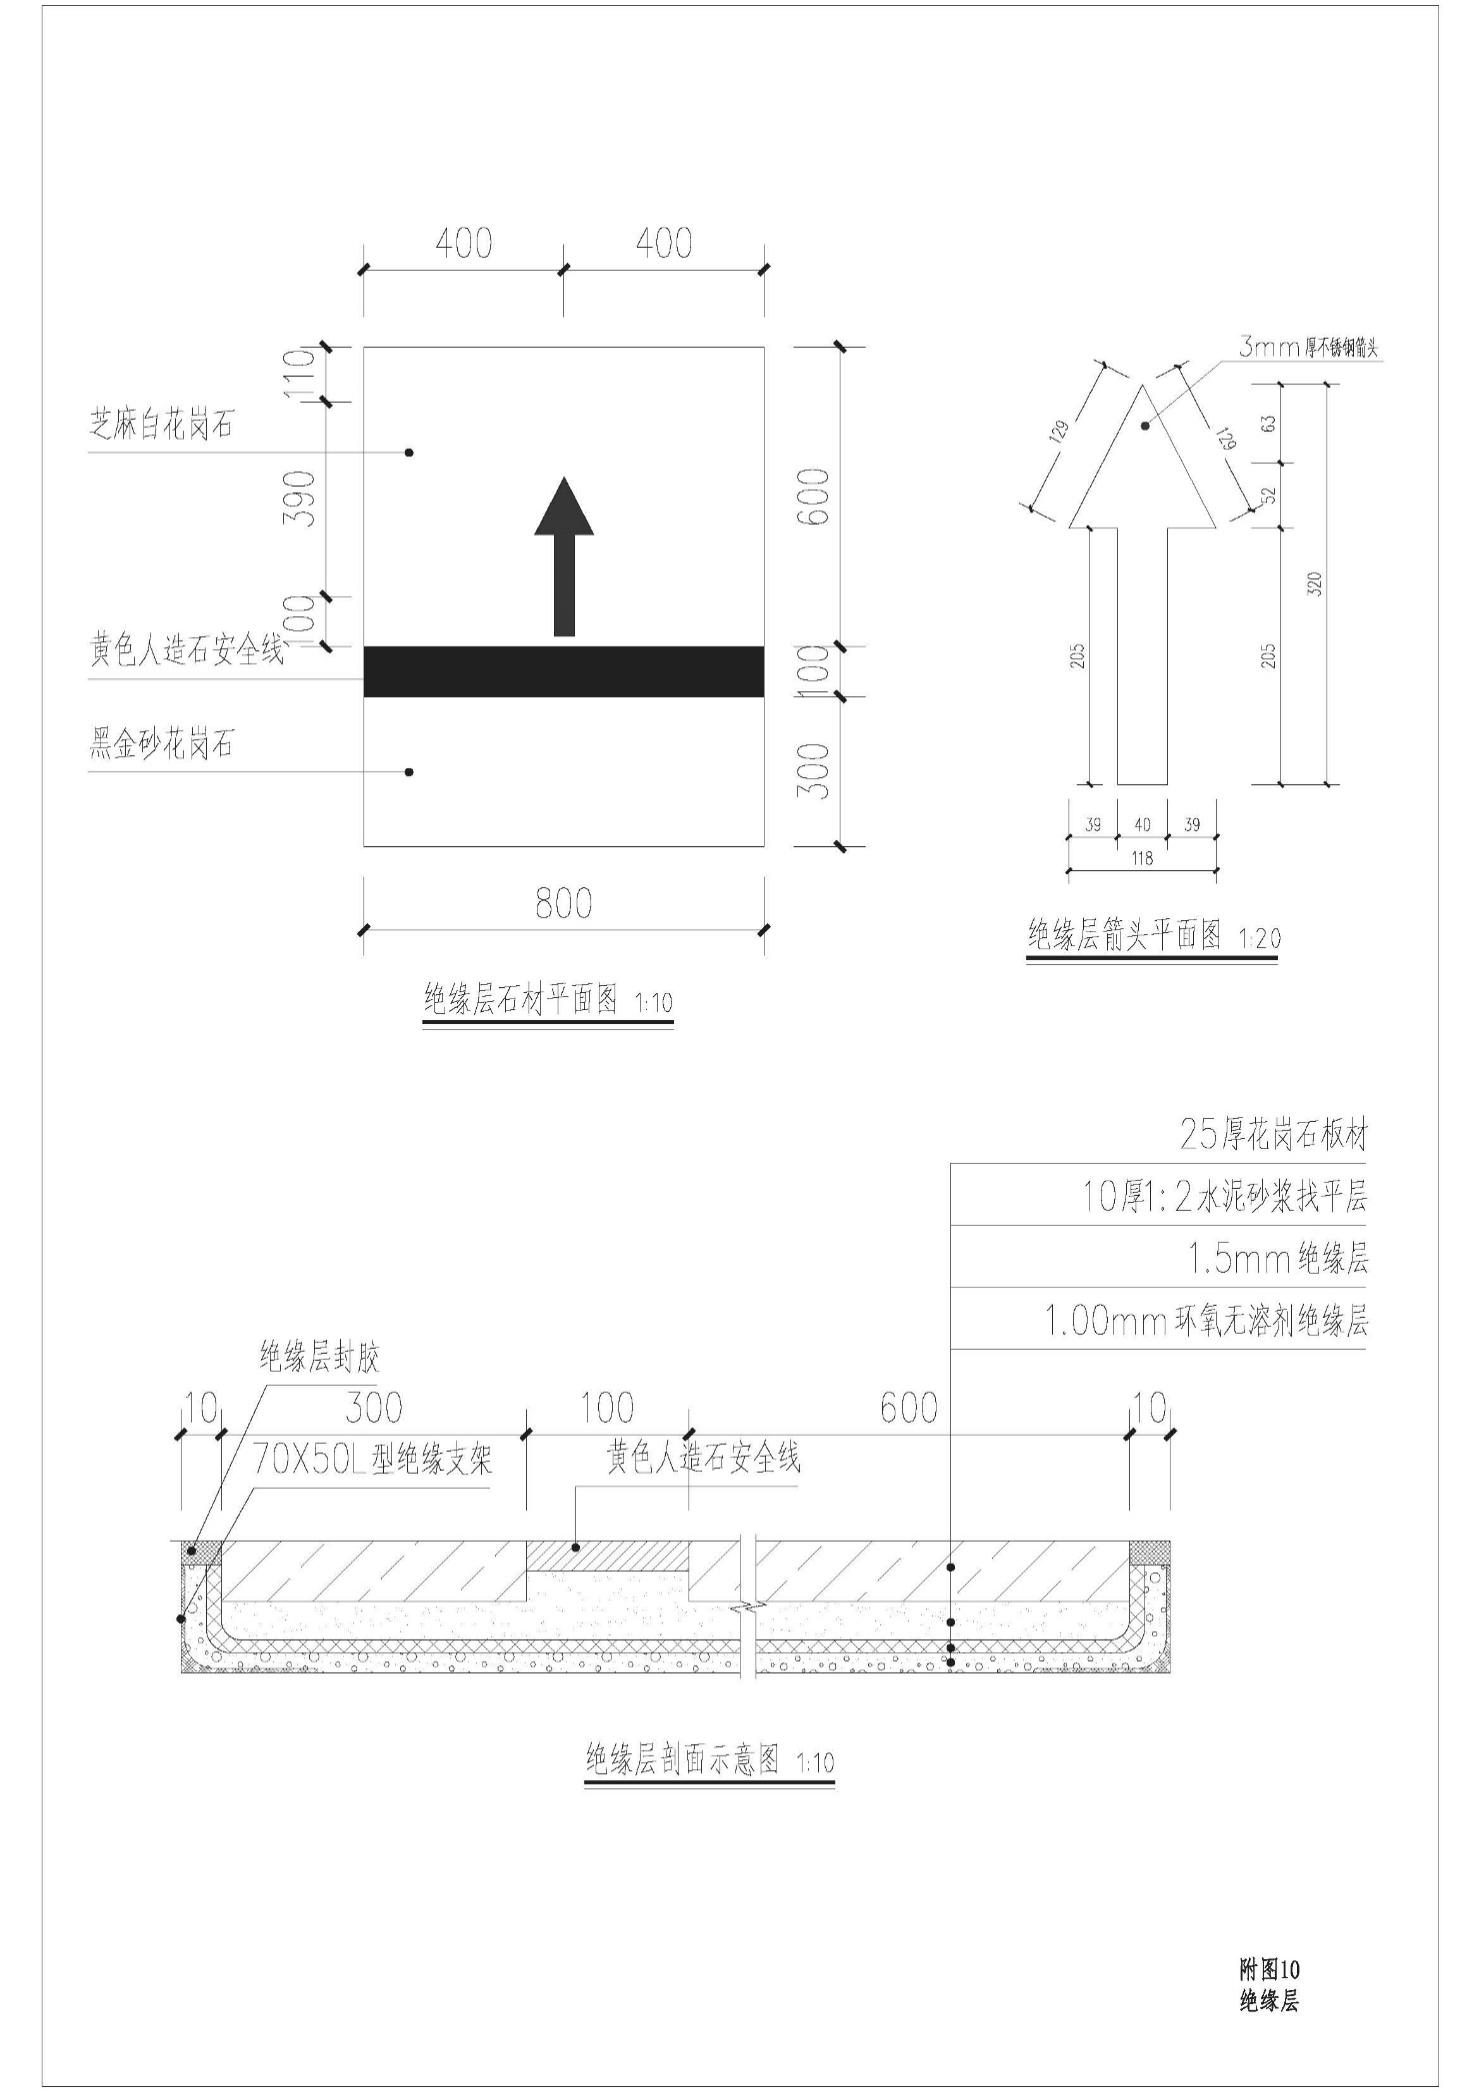 400 400
110
芝麻白花岗石
390
600
100
黄色人造石安全线
100
黑金砂花岗石
300
800
绝缘层石材平面图 1:10
3mm厚不锈钢箭头
129
129
63
52
320
205
205
39 40 39
118
绝缘层箭头平面图 1:20
25厚花岗石板材
10厚1:2水泥砂浆找平层
1.5mm绝缘层
1.00mm环氧无溶剂绝缘层
绝缘层封胶
10 300 100 600 10
70X50L型绝缘支架
黄色人造石安全线
绝缘层剖面示意图 1:10
附图10
绝缘层